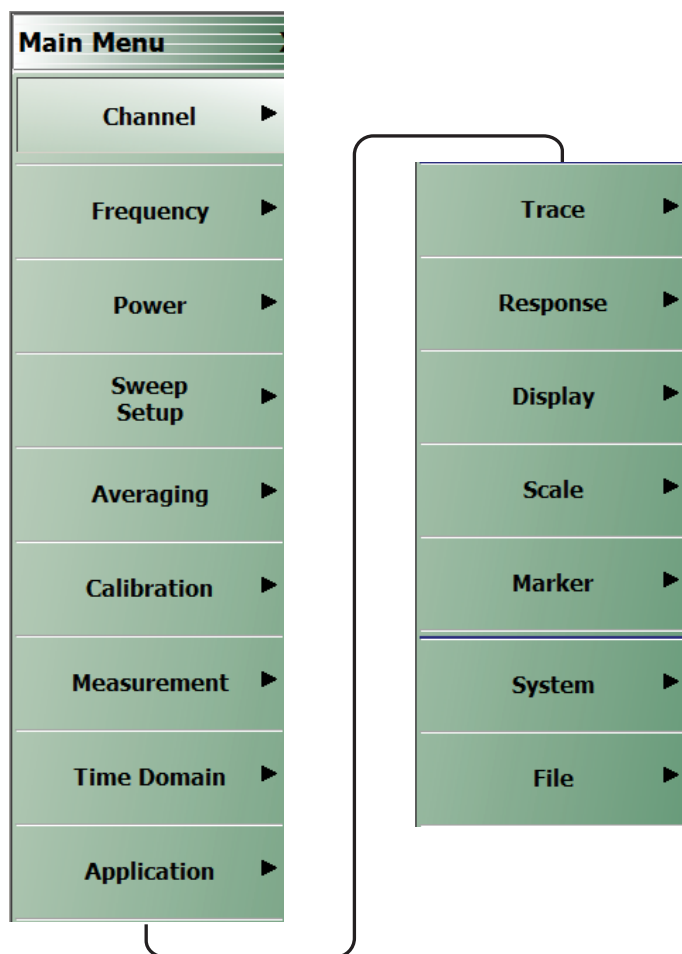 Main Menu
Channel
Frequency
Power
Sweep
Setup
Averaging
Calibration
Measurement
Time Domain
Application
Trace
Response
Display
Scale
Marker
System
File